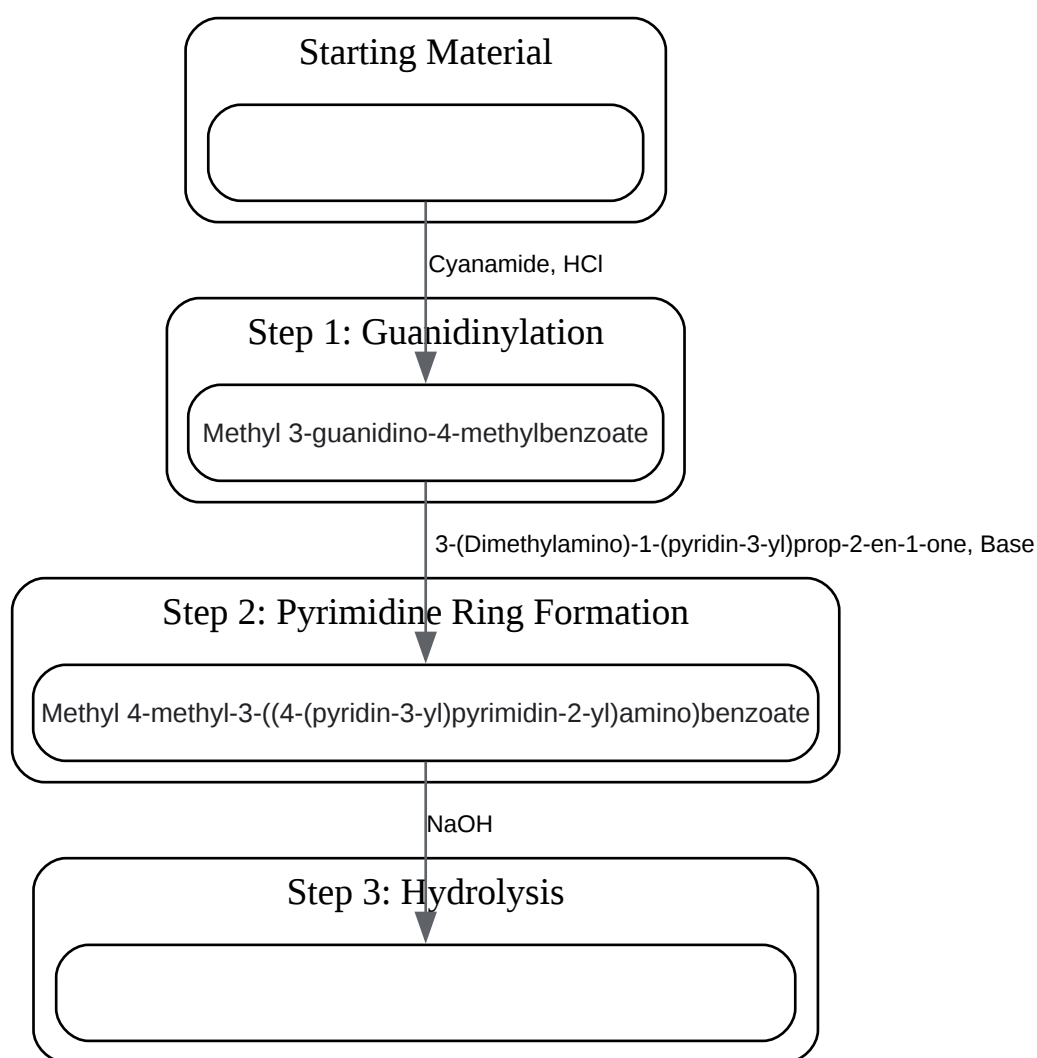 Starting Material
Cyanamide, HCl
Step 1: Guanidinylation
Methyl 3-guanidino-4-methylbenzoate
3-(Dimethylamino)-1-(pyridin-3-yl)prop-2-en-1-one, Base
Step 2: Pyrimidine Ring Formation
Methyl 4-methyl-3-((4-(pyridin-3-yl)pyrimidin-2-yl)amino)benzoate
NaOH
Step 3: Hydrolysis